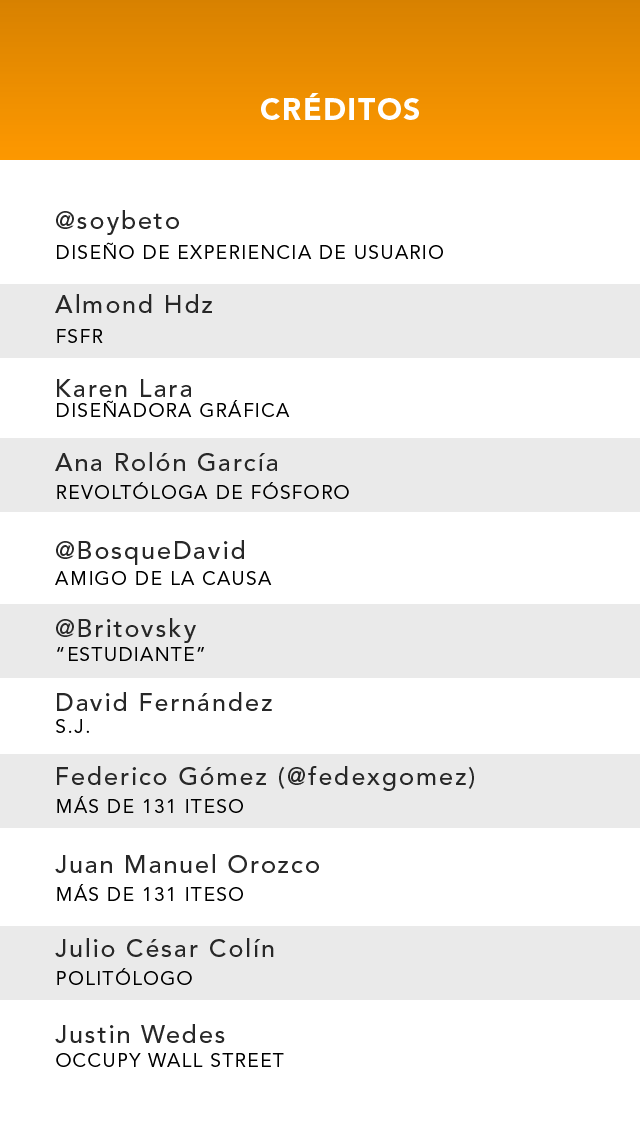 CRÉDITOS
@soybeto
DISEÑO DE EXPERIENCIA DE USUARIO
Almond Hdz
FSFR
Karen Lara
DISEÑADORA GRÁFICA
Ana Rolón García
REVOLTÓLOGA DE FÓSFORO
@BosqueDavid
AMIGO DE LA CAUSA
@Britovsky
“ESTUDIANTE”
David Fernández
S.J.
Federico Gómez (@fedexgomez)
MÁS DE 131 ITESO
Juan Manuel Orozco
MÁS DE 131 ITESO
Julio César Colín
POLITÓLOGO
Justin Wedes
OCCUPY WALL STREET